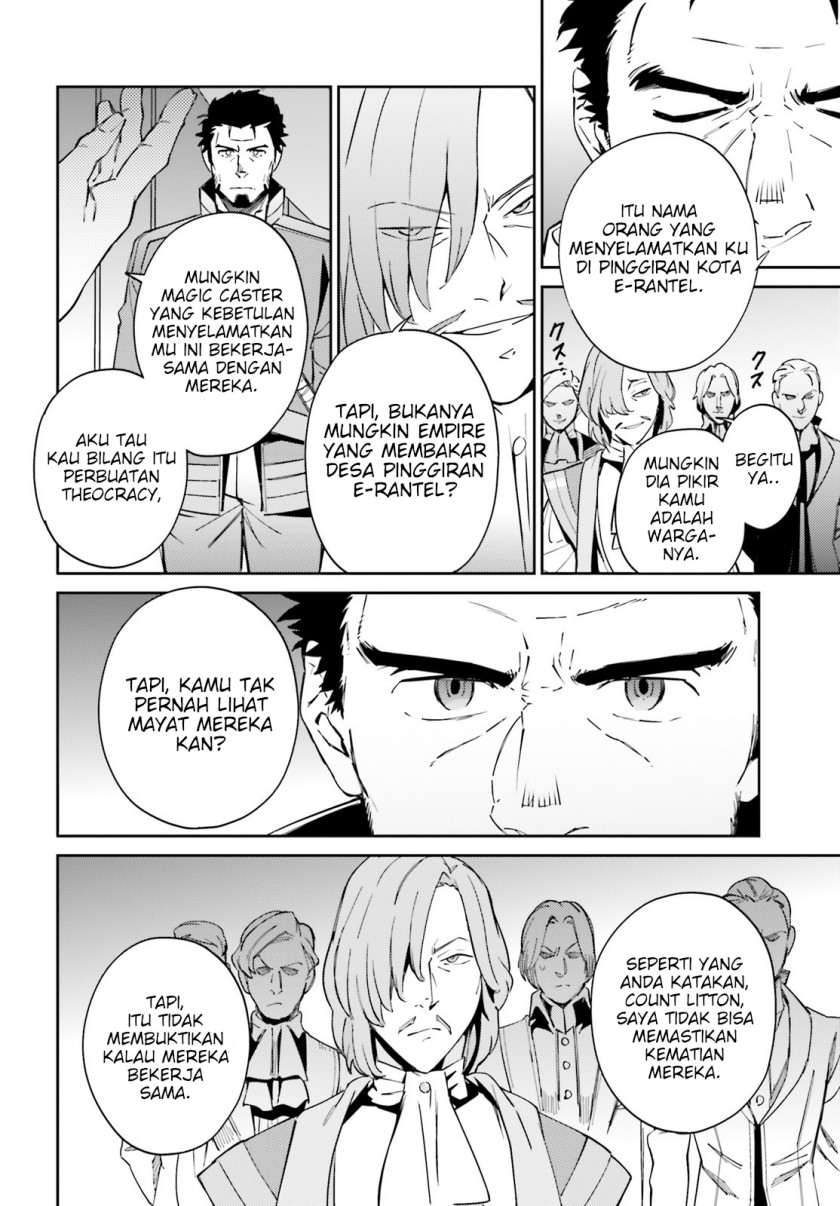 ITU NAMA
ORANG YANG
MENYELAMATKAN KU
DI PINGGIRAN KOTA
E-RANTEL.
クス
クス…
BEGITU
YA..
MUNGKIN
DIA PIKIR
KAMU
ADALAH
WARGA-
NYA.
TAPI, BUKANYA
MUNGKIN EMPIRE
YANG MEMBAKAR
DESA PINGGIRAN
E-RANTEL?
MUNGKIN
MAGIC CASTER
YANG KEBETULAN
MENYELAMATKAN
MU INI BEKERJA-
SAMA DENGAN
MEREKA.
AKU TAU
KAU BILANG ITU
PERBUATAN
THEOCRACY,
TAPI, KAMU TAK
PERNAH LIHAT
MAYAT MEREKA
KAN?
SEPERTI YANG
ANDA KATAKAN,
COUNT LITTON,
SAYA TIDAK BISA
MEMASTIKAN
KEMATIAN
MEREKA.
TAPI,
ITU TIDAK
MEMBUKTIKAN
KALAU MEREKA
BEKERJA
SAMA.